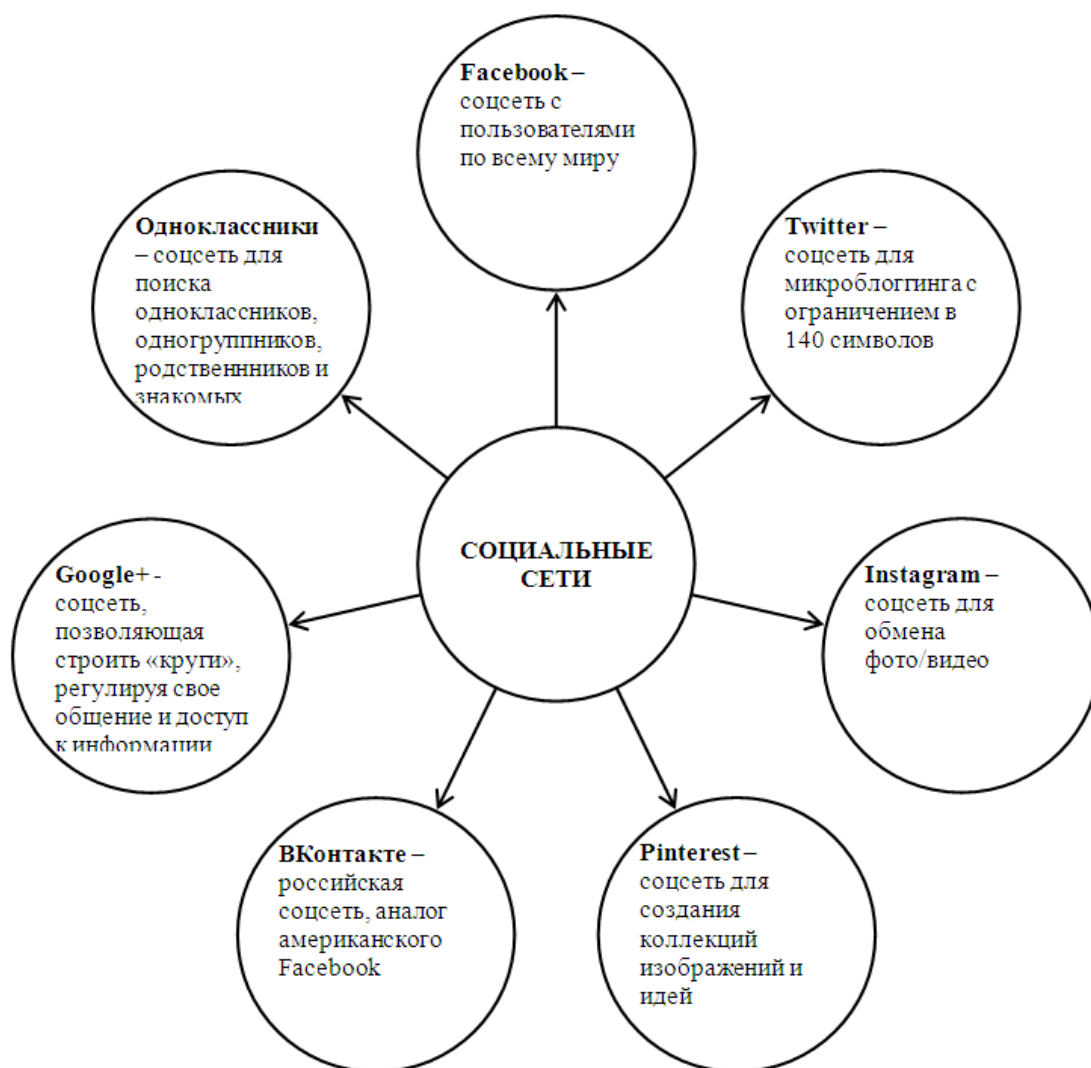 Facebook –
соцсеть с
пользователями
по всему миру
Twitter –
соцсеть для
микроблоггинга с
ограничением в
140 символов
Instagram –
соцсеть для
обмена
фото/видео
Pinterest –
соцсеть для
создания
коллекций
изображений и
идей
ВКонтакте –
российская
соцсеть, аналог
американского
Facebook
Google+ -
соцсеть,
позволяющая
строить «круги»,
регулируя свое
общение и доступ
к информации
Одноклассники
– соцсеть для
поиска
одноклассников,
одногруппников,
родственнников и
знакомых
СОЦИАЛЬНЫЕ
СЕТИ